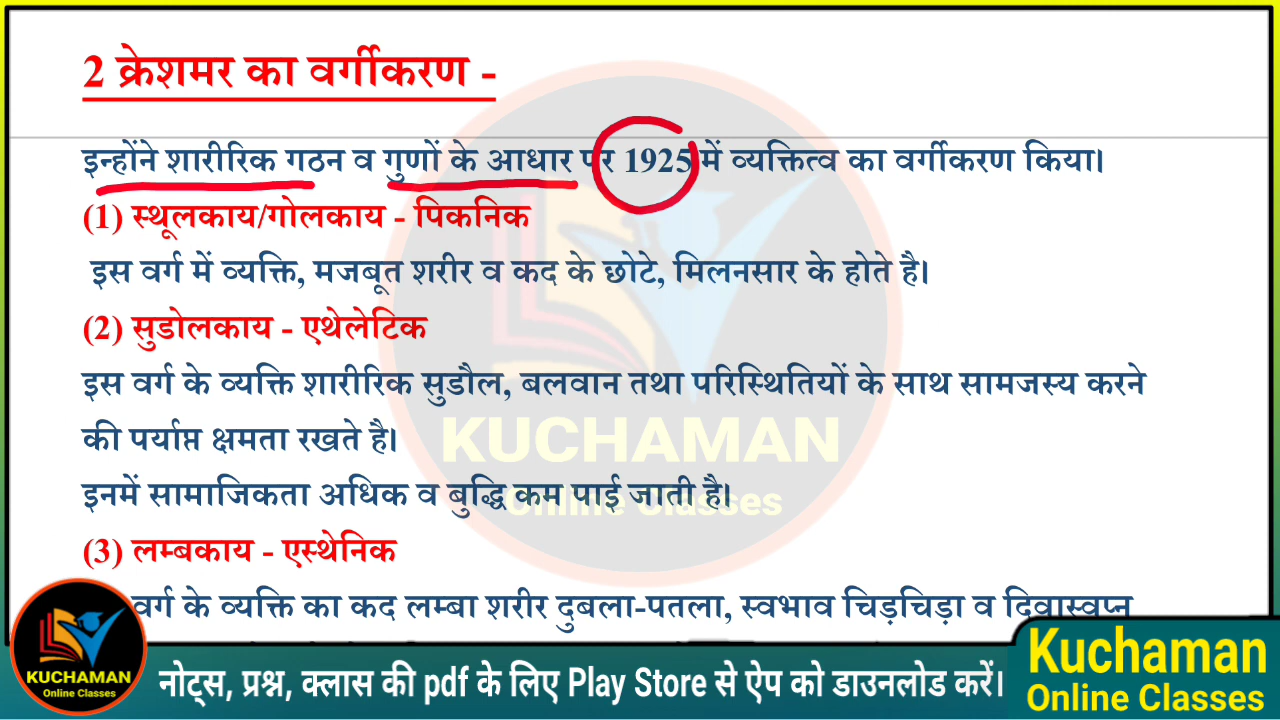 2 क्रेशमर का वर्गीकरण -
इन्होंने शारीरिक गठन व गुणों के आधार पर 1925 में व्यक्तित्व का वर्गीकरण किया।
(1) स्थूलकाय/गोलकाय - पिकनिक
इस वर्ग में व्यक्ति, मजबूत शरीर व कद के छोटे, मिलनसार के होते है।
(2) सुडोलकाय - एथेलेटिक
इस वर्ग के व्यक्ति शारीरिक सुडौल, बलवान तथा परिस्थितियों के साथ सामजस्य करने
की पर्याप्त क्षमता रखते है।
इनमें सामाजिकता अधिक व बुद्धि कम पाई जाती है।
(3) लम्बकाय - एस्थेनिक
वर्ग के व्यक्ति का कद लम्बा शरीर दुबला-पतला, स्वभाव चिड़चिड़ा व दिवास्वप्न
KUCHAMAN
Online Classes
KUCHAMAN
Online Classes
नोट्स, प्रश्न, क्लास की pdf के लिए Play Store से ऐप को डाउनलोड करें।
Kuchaman
Online Classes